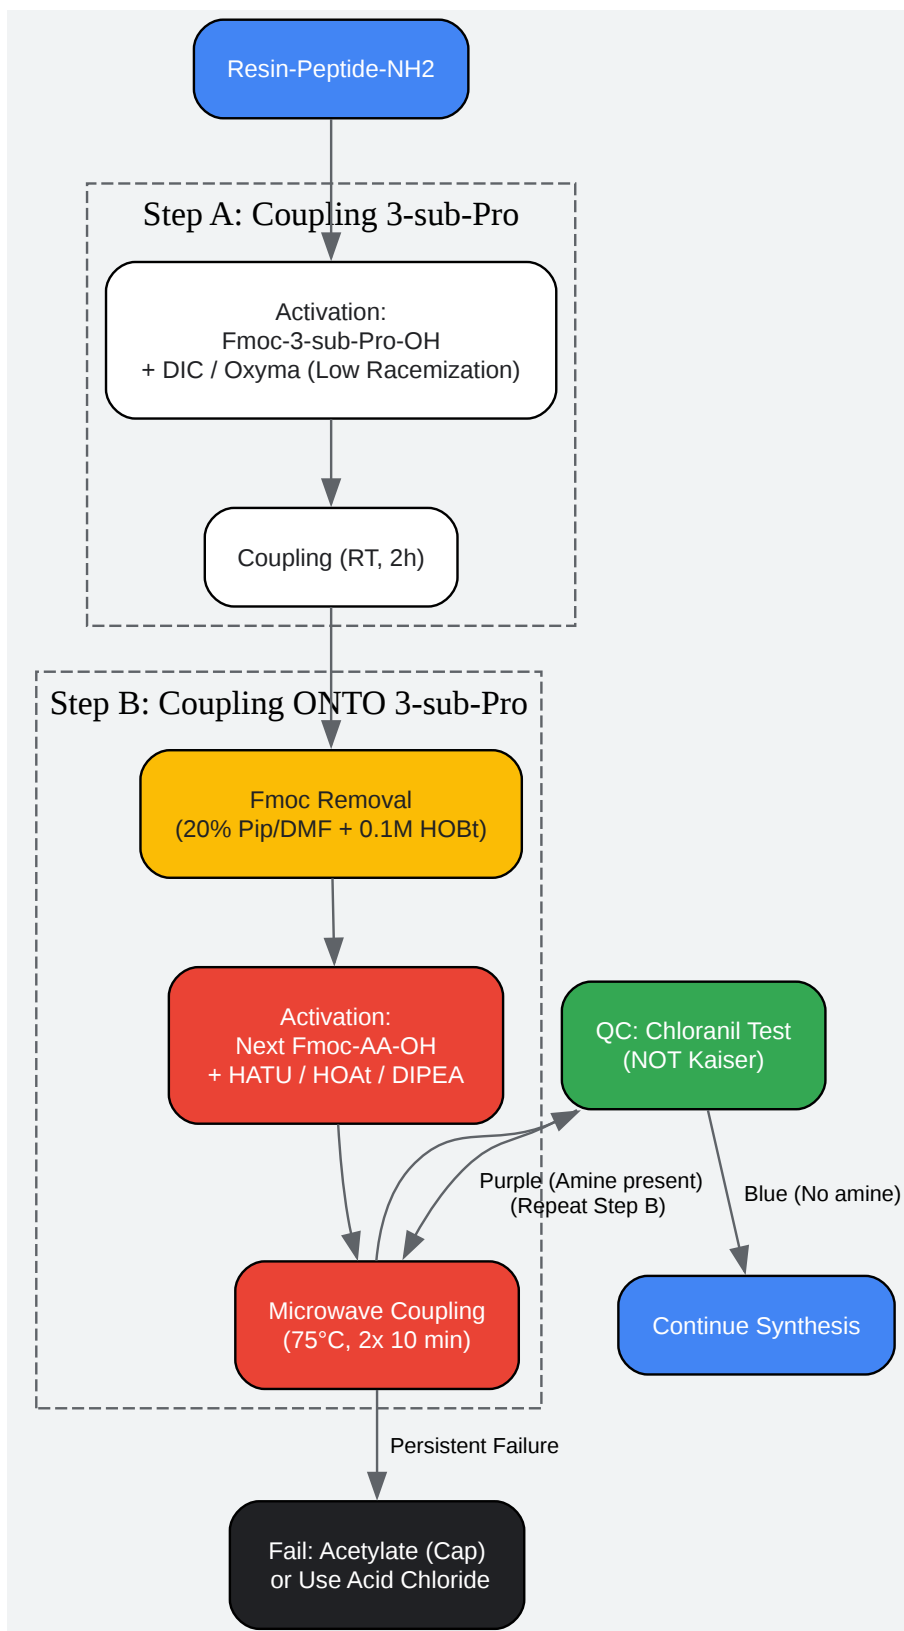 Resin-Peptide-NH2
Step A: Coupling 3-sub-Pro
Activation:
Fmoc-3-sub-Pro-OH
+ DIC / Oxyma (Low Racemization)
Coupling (RT, 2h)
Step B: Coupling ONTO 3-sub-Pro
Fmoc Removal
(20% Pip/DMF + 0.1M HOBt)
Activation:
Next Fmoc-AA-OH
+ HATU / HOAt / DIPEA
QC: Chloranil Test
(NOT Kaiser)
Purple (Amine present)
(Repeat Step B)
Blue (No amine)
Microwave Coupling
(75°C, 2x 10 min)
Continue Synthesis
Persistent Failure
Fail: Acetylate (Cap)
or Use Acid Chloride